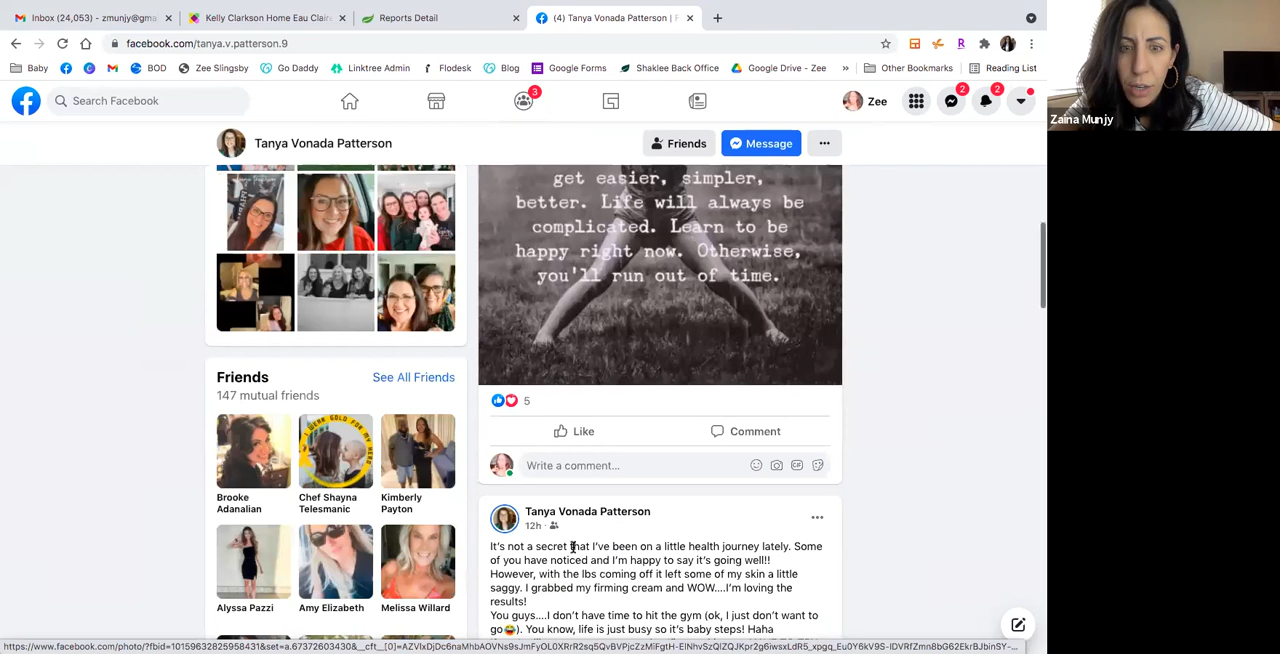 Inbox (24,053) - zmunjy@gma
Kelly Clarkson Home Eau Claire
Reports Detail
(4) Tanya Vonada Patterson |
facebook.com/tanya.v.patterson.9
Baby
BOD
Zee Slingsby
Go Daddy
Linktree Admin
Flodesk
Blog
Google Forms
Shaklee Back Office
Google Drive - Zee
»
Other Bookmarks
Reading List
Search Facebook
3
Zee
2
2
Zaina Munjy
Tanya Vonada Patterson
Friends
Message
get easier, simpler,
better. Life will always be
complicated. Learn to be
happy right now. Otherwise,
you'll run out of time.
Friends
See All Friends
147 mutual friends
Brooke
Adanalian
Chef Shayna
Telesmanic
Kimberly
Payton
Alyssa Pazzi
Amy Elizabeth
Melissa Willard
5
Like
Comment
Write a comment...
Tanya Vonada Patterson
12h ·
It's not a secret that I've been on a little health journey lately. Some
of you have noticed and I'm happy to say it's going well!!
However, with the lbs coming off it left some of my skin a little
saggy. I grabbed my firming cream and WOW....I'm loving the
results!
You guys....I don't have time to hit the gym (ok, I just don't want to
go😂). You know, life is just busy so it's baby steps! Haha